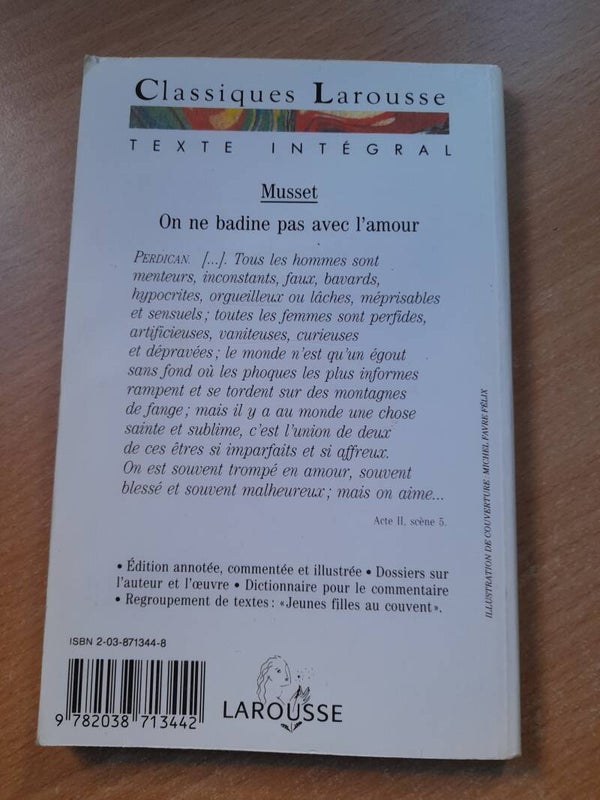 Classiques Larousse
TEXTE INTÉGRAL
Musset
On ne badine pas avec l'amour
PERDICAN. [...]. Tous les hommes sont
menteurs, inconstants, faux, bavards,
hypocrites, orgueilleux ou lâches, méprisables
et sensuels ; toutes les femmes sont perfides,
artificieuses, vaniteuses, curieuses
et dépravées ; le monde n'est qu'un égout
sans fond où les phoques les plus informes
rampent et se tordent sur des montagnes
de fange ; mais il y a au monde une chose
sainte et sublime, c'est l'union de deux
de ces êtres si imparfaits et si affreux.
On est souvent trompé en amour, souvent
blessé et souvent malheureux ; mais on aime...
Acte II, scène 5.
• Édition annotée, commentée et illustrée • Dossiers sur
l'auteur et l'œuvre • Dictionnaire pour le commentaire
• Regroupement de textes : «Jeunes filles au couvent».
ISBN 2-03-871344-8
9 782038 713442
LAROUSSE
ILLUSTRATION DE COUVERTURE. MICHEL FAVRE FÉLIX